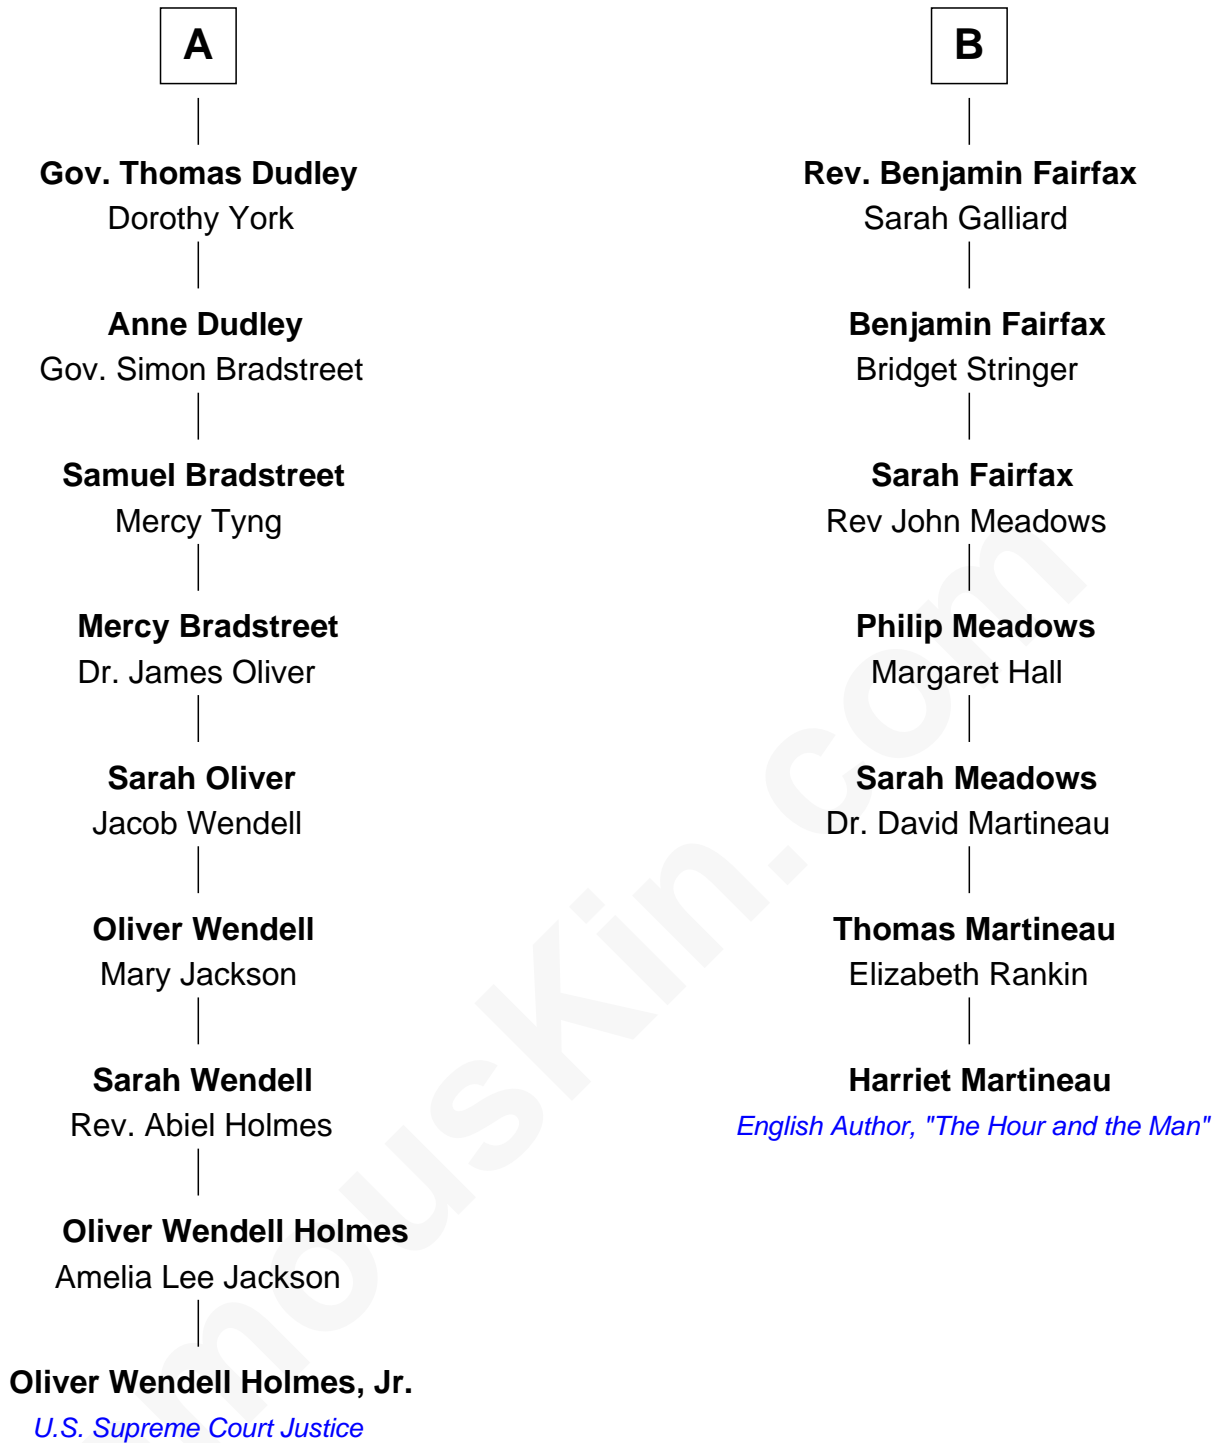 A
Gov. Thomas Dudley
Dorothy York
Anne Dudley
Gov. Simon Bradstreet
Samuel Bradstreet
Mercy Tyng
Mercy Bradstreet
Dr. James Oliver
Sarah Oliver
Jacob Wendell
Oliver Wendell
Mary Jackson
Sarah Wendell
Rev. Abiel Holmes
Oliver Wendell Holmes
Amelia Lee Jackson
Oliver Wendell Holmes, Jr.
U.S. Supreme Court Justice
B
Rev. Benjamin Fairfax
Sarah Galliard
Benjamin Fairfax
Bridget Stringer
Sarah Fairfax
Rev John Meadows
Philip Meadows
Margaret Hall
Sarah Meadows
Dr. David Martineau
Thomas Martineau
Elizabeth Rankin
Harriet Martineau
English Author, "The Hour and the Man"
mousKin.com